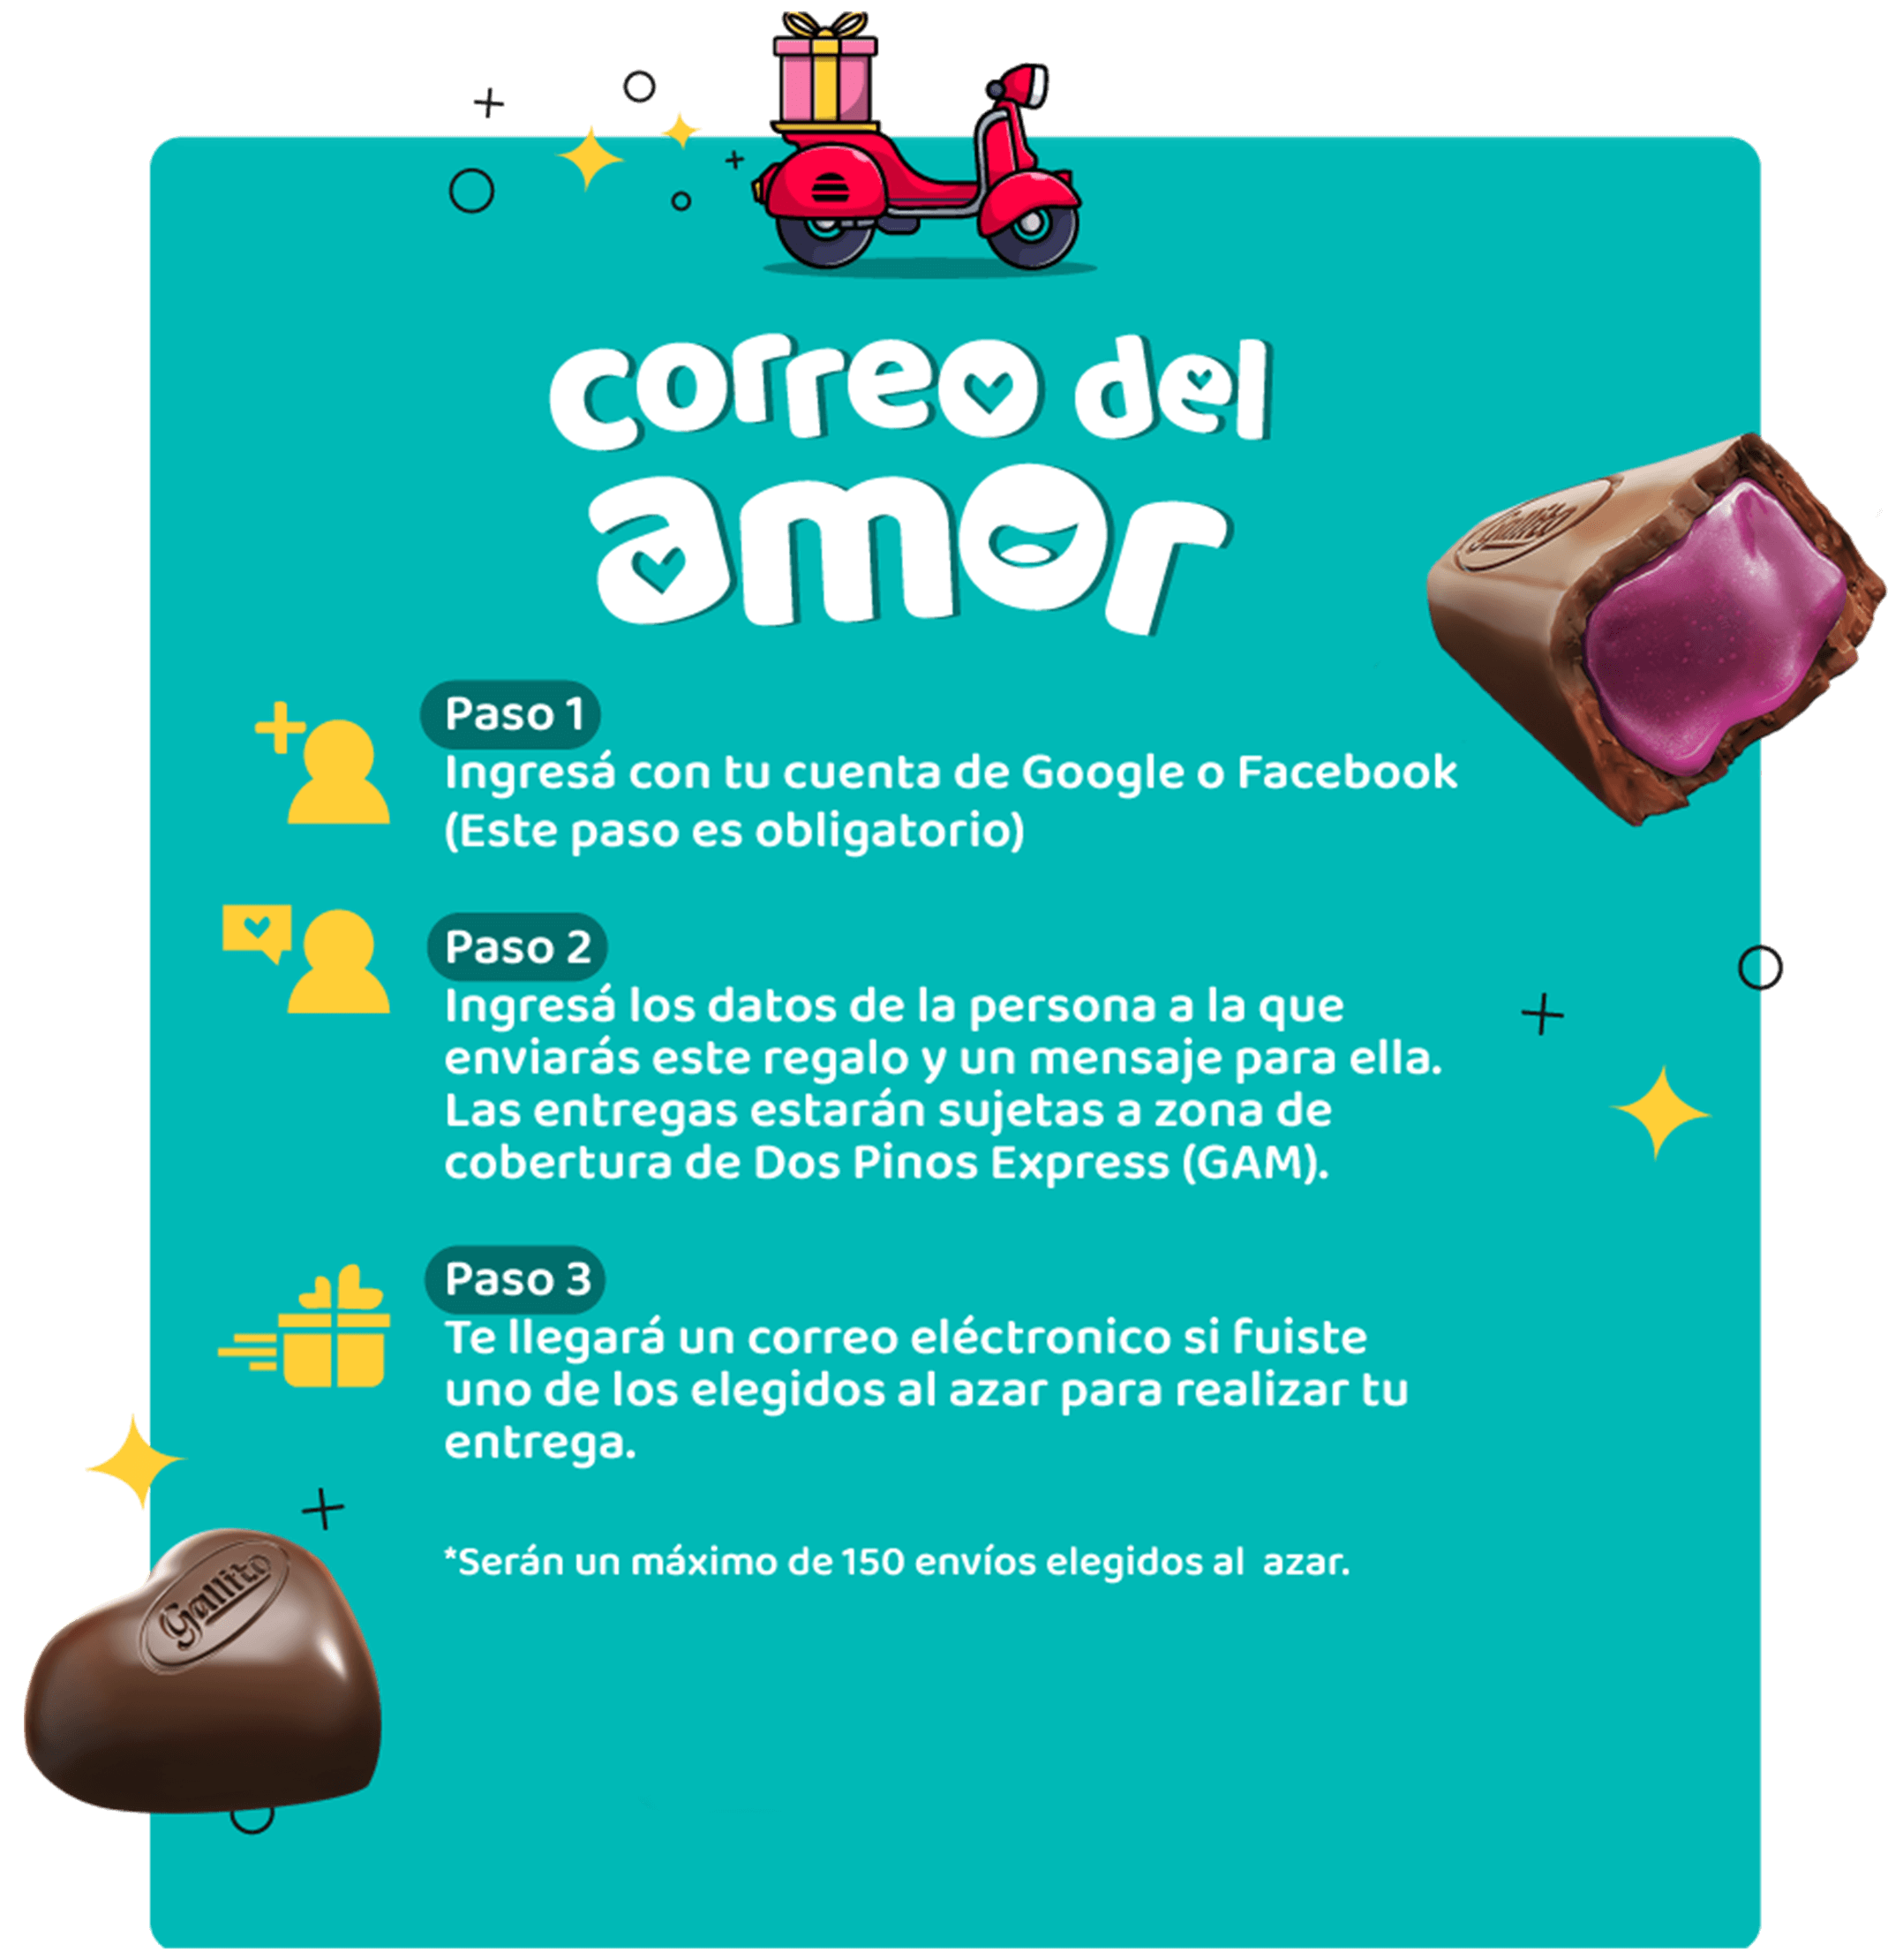 correo del
amor
Gallito
Paso 1
Ingresá con tu cuenta de Google o Facebook
(Este paso es obligatorio)
Paso 2
Ingresá los datos de la persona a la que
enviarás este regalo y un mensaje para ella.
Las entregas estarán sujetas a zona de
cobertura de Dos Pinos Express (GAM).
Paso 3
Te llegará un correo eléctronico si fuiste
uno de los elegidos al azar para realizar tu
entrega.
*Serán un máximo de 150 envíos elegidos al  azar.
Gallito